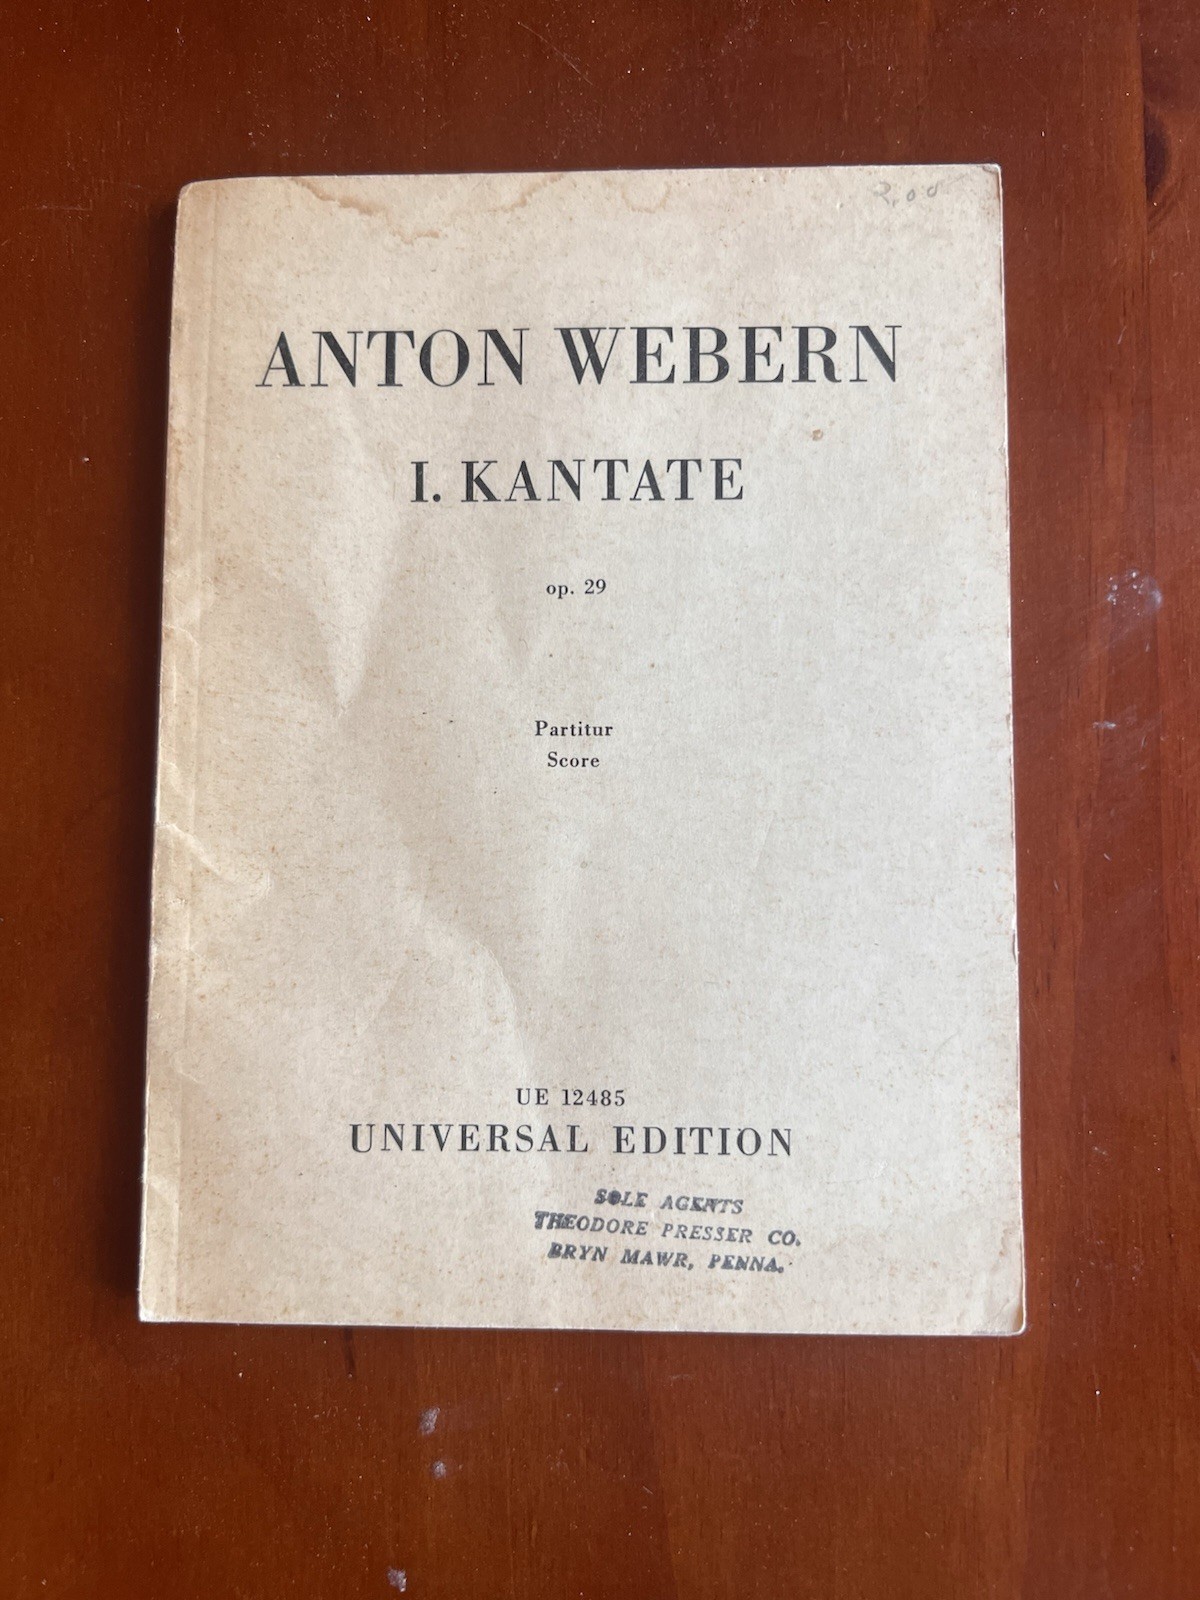 2.00
ANTON WEBERN
I. KANTATE
op. 29
Partitur
Score
UE 12485
UNIVERSAL EDITION
SOLE AGENTS
THEODORE PRESSER CO.
BRYN MAWR, PENNA.